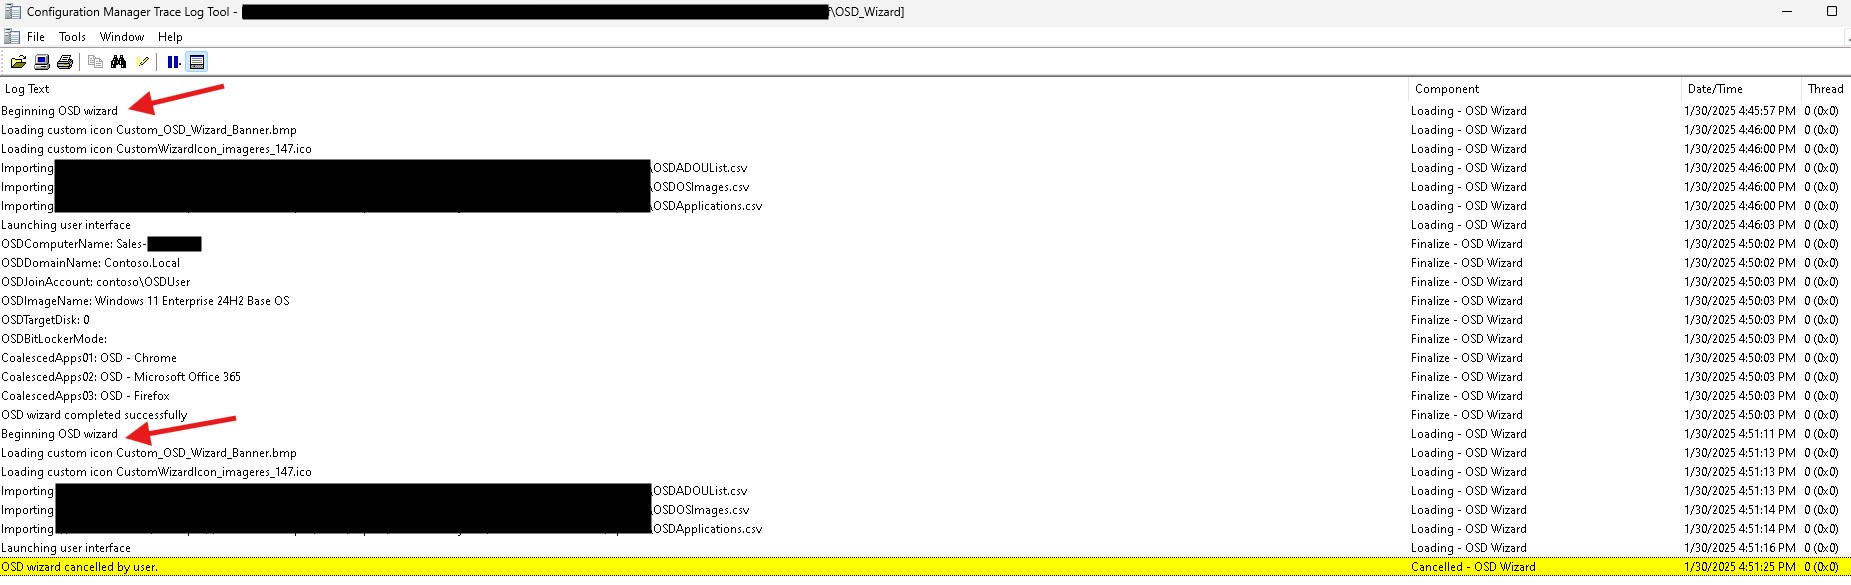 Configuration Manager Trace Log Tool - \OSD_Wizard]
File Tools Window Help
Log Text Component Date/Time Thread
Beginning OSD wizard Loading - OSD Wizard 1/30/2025 4:45:57 PM 0 (0x0)
Loading custom icon Custom_OSD_Wizard_Banner.bmp Loading - OSD Wizard 1/30/2025 4:46:00 PM 0 (0x0)
Loading custom icon CustomWizardIcon_imageres_147.ico Loading - OSD Wizard 1/30/2025 4:46:00 PM 0 (0x0)
Importing \OSDADOUList.csv Loading - OSD Wizard 1/30/2025 4:46:00 PM 0 (0x0)
Importing \OSDOSImages.csv Loading - OSD Wizard 1/30/2025 4:46:00 PM 0 (0x0)
Importing \OSDApplications.csv Loading - OSD Wizard 1/30/2025 4:46:00 PM 0 (0x0)
Launching user interface Loading - OSD Wizard 1/30/2025 4:46:03 PM 0 (0x0)
OSDComputerName: Sales- Finalize - OSD Wizard 1/30/2025 4:50:02 PM 0 (0x0)
OSDDomainName: Contoso.Local Finalize - OSD Wizard 1/30/2025 4:50:02 PM 0 (0x0)
OSDJoinAccount: contoso\OSDUser Finalize - OSD Wizard 1/30/2025 4:50:03 PM 0 (0x0)
OSDImageName: Windows 11 Enterprise 24H2 Base OS Finalize - OSD Wizard 1/30/2025 4:50:03 PM 0 (0x0)
OSDTargetDisk: 0 Finalize - OSD Wizard 1/30/2025 4:50:03 PM 0 (0x0)
OSDBitLockerMode: Finalize - OSD Wizard 1/30/2025 4:50:03 PM 0 (0x0)
CoalescedApps01: OSD - Chrome Finalize - OSD Wizard 1/30/2025 4:50:03 PM 0 (0x0)
CoalescedApps02: OSD - Microsoft Office 365 Finalize - OSD Wizard 1/30/2025 4:50:03 PM 0 (0x0)
CoalescedApps03: OSD - Firefox Finalize - OSD Wizard 1/30/2025 4:50:03 PM 0 (0x0)
OSD wizard completed successfully Finalize - OSD Wizard 1/30/2025 4:50:03 PM 0 (0x0)
Beginning OSD wizard Loading - OSD Wizard 1/30/2025 4:51:11 PM 0 (0x0)
Loading custom icon Custom_OSD_Wizard_Banner.bmp Loading - OSD Wizard 1/30/2025 4:51:13 PM 0 (0x0)
Loading custom icon CustomWizardIcon_imageres_147.ico Loading - OSD Wizard 1/30/2025 4:51:13 PM 0 (0x0)
Importing \OSDADOUList.csv Loading - OSD Wizard 1/30/2025 4:51:13 PM 0 (0x0)
Importing \OSDOSImages.csv Loading - OSD Wizard 1/30/2025 4:51:14 PM 0 (0x0)
Importing \OSDApplications.csv Loading - OSD Wizard 1/30/2025 4:51:14 PM 0 (0x0)
Launching user interface Loading - OSD Wizard 1/30/2025 4:51:16 PM 0 (0x0)
OSD wizard cancelled by user. Cancelled - OSD Wizard 1/30/2025 4:51:25 PM 0 (0x0)